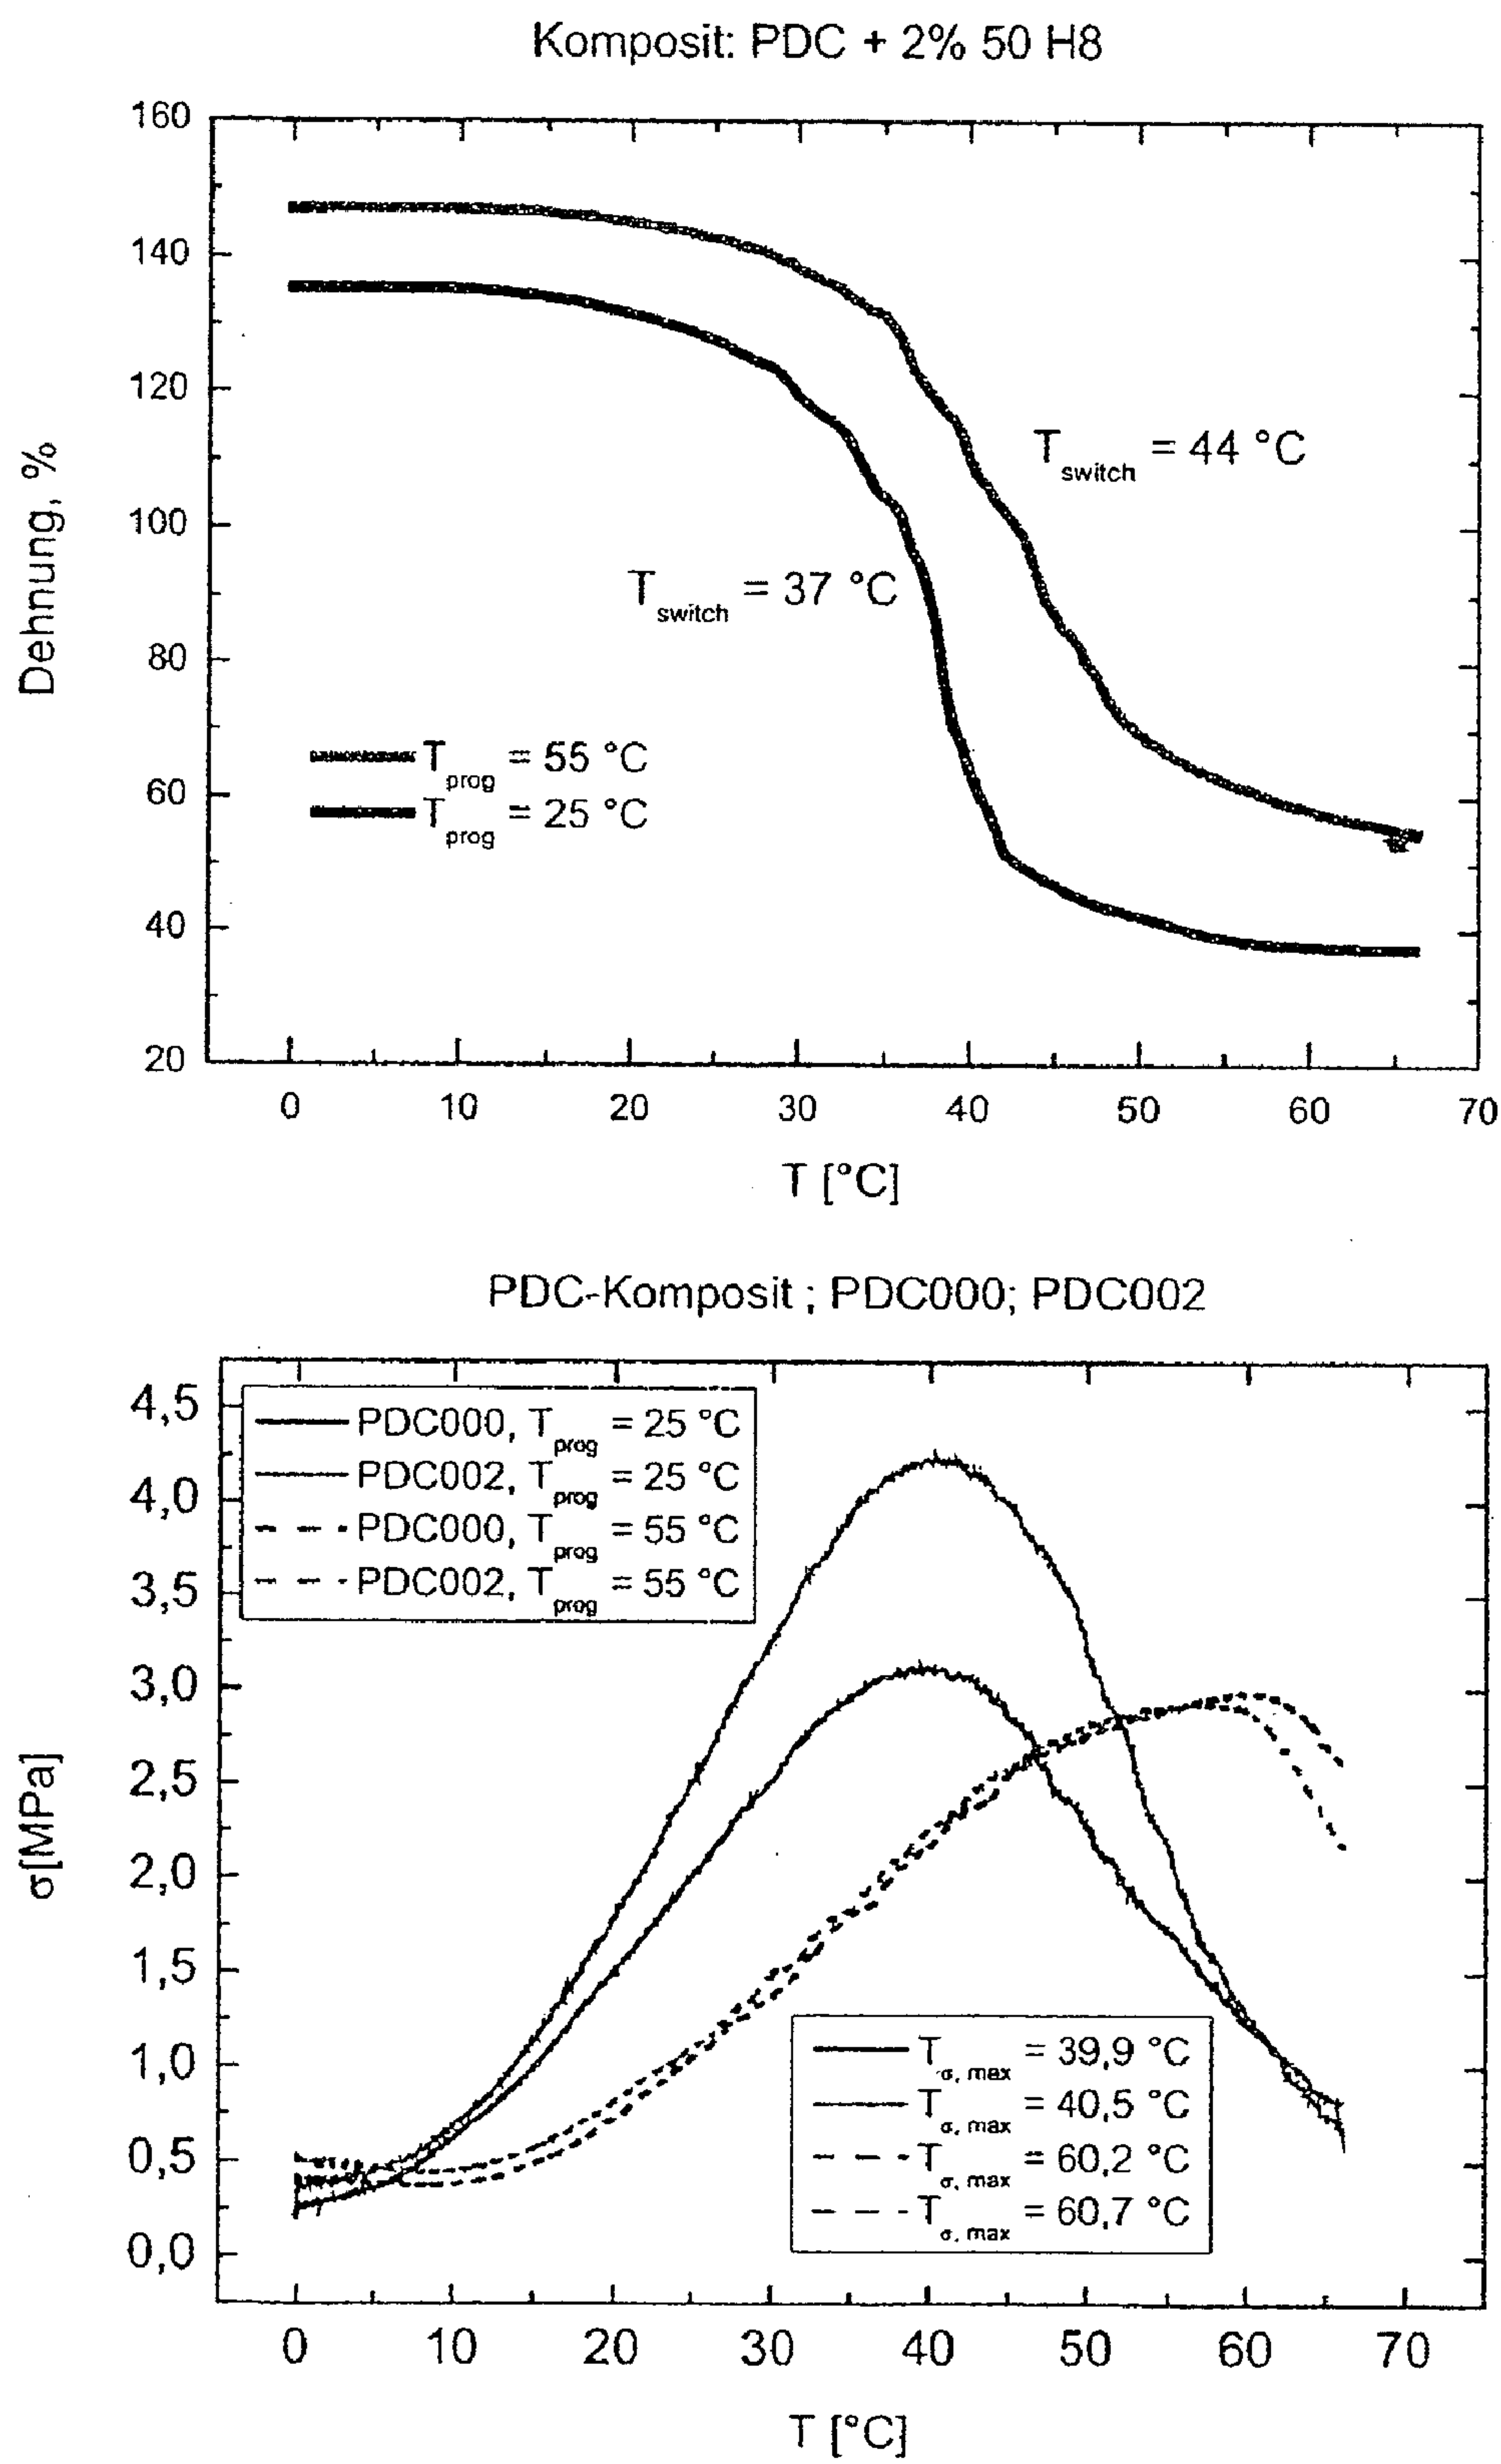 Komposit: PDC + 2% 50 H8
160
140
120
100
80
60
40
20
Dehnung, %
T switch = 44 °C
T switch = 37 °C
T prog = 55 °C
T prog = 25 °C
0 10 20 30 40 50 60 70
T [°C]
PDC-Komposit ; PDC000; PDC002
4,5
4,0
3,5
3,0
2,5
2,0
1,5
1,0
0,5
0,0
σ[MPa]
PDC000, T prog = 25 °C
PDC002, T prog = 25 °C
PDC000, T prog = 55 °C
PDC002, T prog = 55 °C
T σ, max = 39,9 °C
T σ, max = 40,5 °C
T σ, max = 60,2 °C
T σ, max = 60,7 °C
0 10 20 30 40 50 60 70
T [°C]